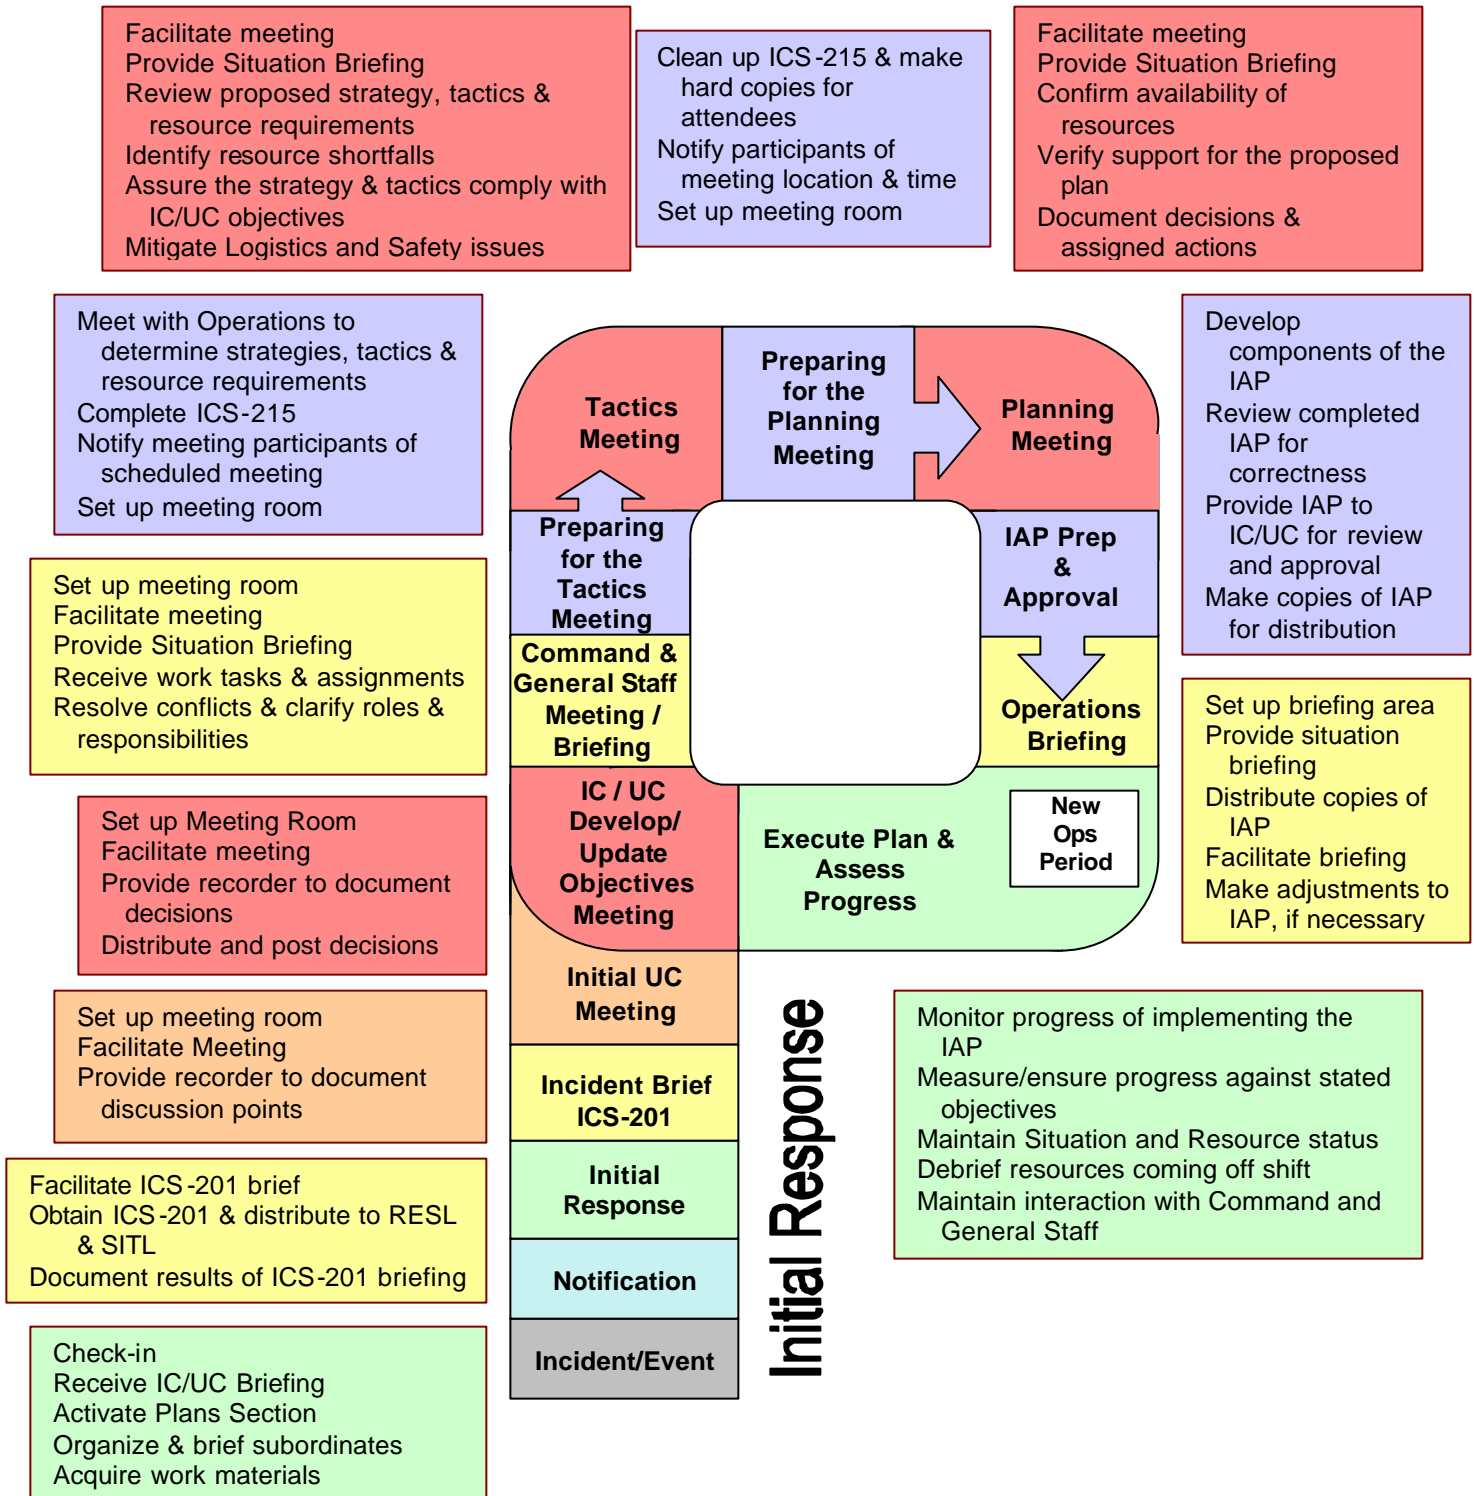 Facilitate meeting
Provide Situation Briefing
Review proposed strategy, tactics &
resource requirements
Identify resource shortfalls
Assure the strategy & tactics comply with
IC/UC objectives
Mitigate Logistics and Safety issues
Clean up ICS-215 & make
hard copies for
attendees
Notify participants of
meeting location & time
Set up meeting room
Facilitate meeting
Provide Situation Briefing
Confirm availability of
resources
Verify support for the proposed
plan
Document decisions &
assigned actions
Meet with Operations to
determine strategies, tactics &
resource requirements
Complete ICS-215
Notify meeting participants of
scheduled meeting
Set up meeting room
Tactics
Meeting
Preparing
for the
Planning
Meeting
Planning
Meeting
Develop
components of the
IAP
Review completed
IAP for
correctness
Provide IAP to
IC/UC for review
and approval
Make copies of IAP
for distribution
Set up meeting room
Facilitate meeting
Provide Situation Briefing
Receive work tasks & assignments
Resolve conflicts & clarify roles &
responsibilities
Preparing
for the
Tactics
Meeting
IAP Prep
&
Approval
Command &
General Staff
Meeting /
Briefing
Operations
Briefing
Set up briefing area
Provide situation
briefing
Distribute copies of
IAP
Facilitate briefing
Make adjustments to
IAP, if necessary
Set up Meeting Room
Facilitate meeting
Provide recorder to document
decisions
Distribute and post decisions
IC / UC
Develop/
Update
Objectives
Meeting
Execute Plan &
Assess
Progress
New
Ops
Period
Set up meeting room
Facilitate Meeting
Provide recorder to document
discussion points
Initial UC
Meeting
Incident Brief
ICS-201
Initial
Response
Notification
Incident/Event
Initial Response
Monitor progress of implementing the
IAP
Measure/ensure progress against stated
objectives
Maintain Situation and Resource status
Debrief resources coming off shift
Maintain interaction with Command and
General Staff
Facilitate ICS-201 brief
Obtain ICS-201 & distribute to RESL
& SITL
Document results of ICS-201 briefing
Check-in
Receive IC/UC Briefing
Activate Plans Section
Organize & brief subordinates
Acquire work materials